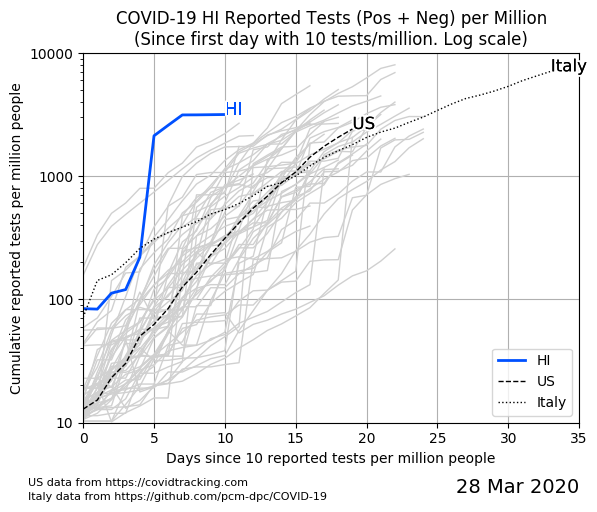 COVID-19 HI Reported Tests (Pos + Neg) per Million
(Since first day with 10 tests/million. Log scale)
Cumulative reported tests per million people
10000
1000
100
10
HI
US
Italy
HI
US
Italy
0 5 10 15 20 25 30 35
Days since 10 reported tests per million people
US data from https://covidtracking.com
Italy data from https://github.com/pcm-dpc/COVID-19
28 Mar 2020